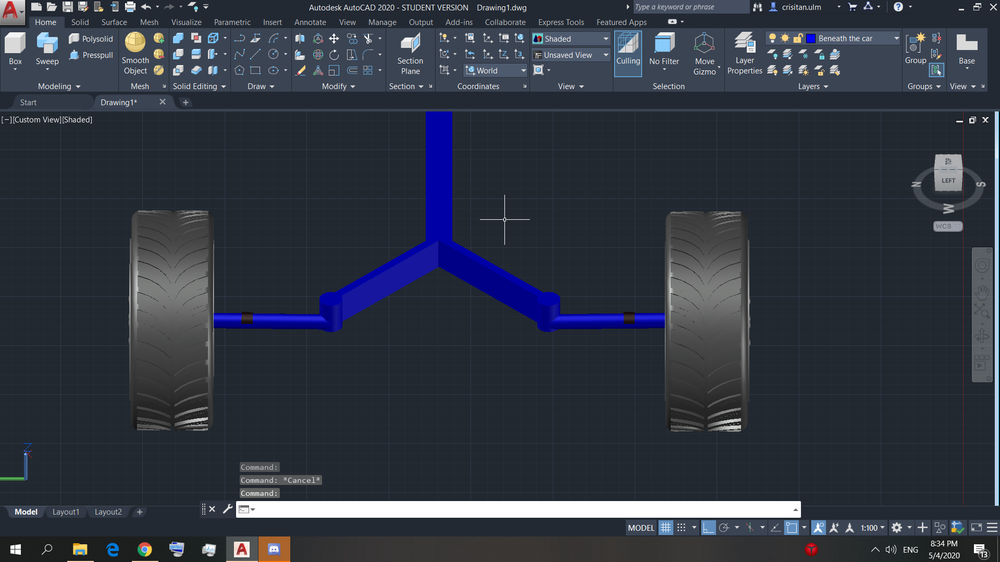 Autodesk AutoCAD 2020 - STUDENT VERSION Drawing1.dwg
Type a keyword or phrase
crisitan.ulm
Home Solid Surface Mesh Visualize Parametric Insert Annotate View Manage Output Add-ins Collaborate Express Tools Featured Apps
Box
Sweep
Polysolid
Presspull
Smooth
Object
Section
Plane
World
Shaded
Unsaved View
Culling
No Filter
Move
Gizmo
Layer
Properties
Beneath the car
Group
Base
Modeling Mesh Solid Editing Draw Modify Section Coordinates View Selection Layers Groups View
Start Drawing1*
[−][Custom View][Shaded]
TOP
LEFT
N
S
W
WCS
Z
Command:
Command: *Cancel*
Command:
Model Layout1 Layout2
MODEL 1:100
ENG
8:34 PM
5/4/2020
13